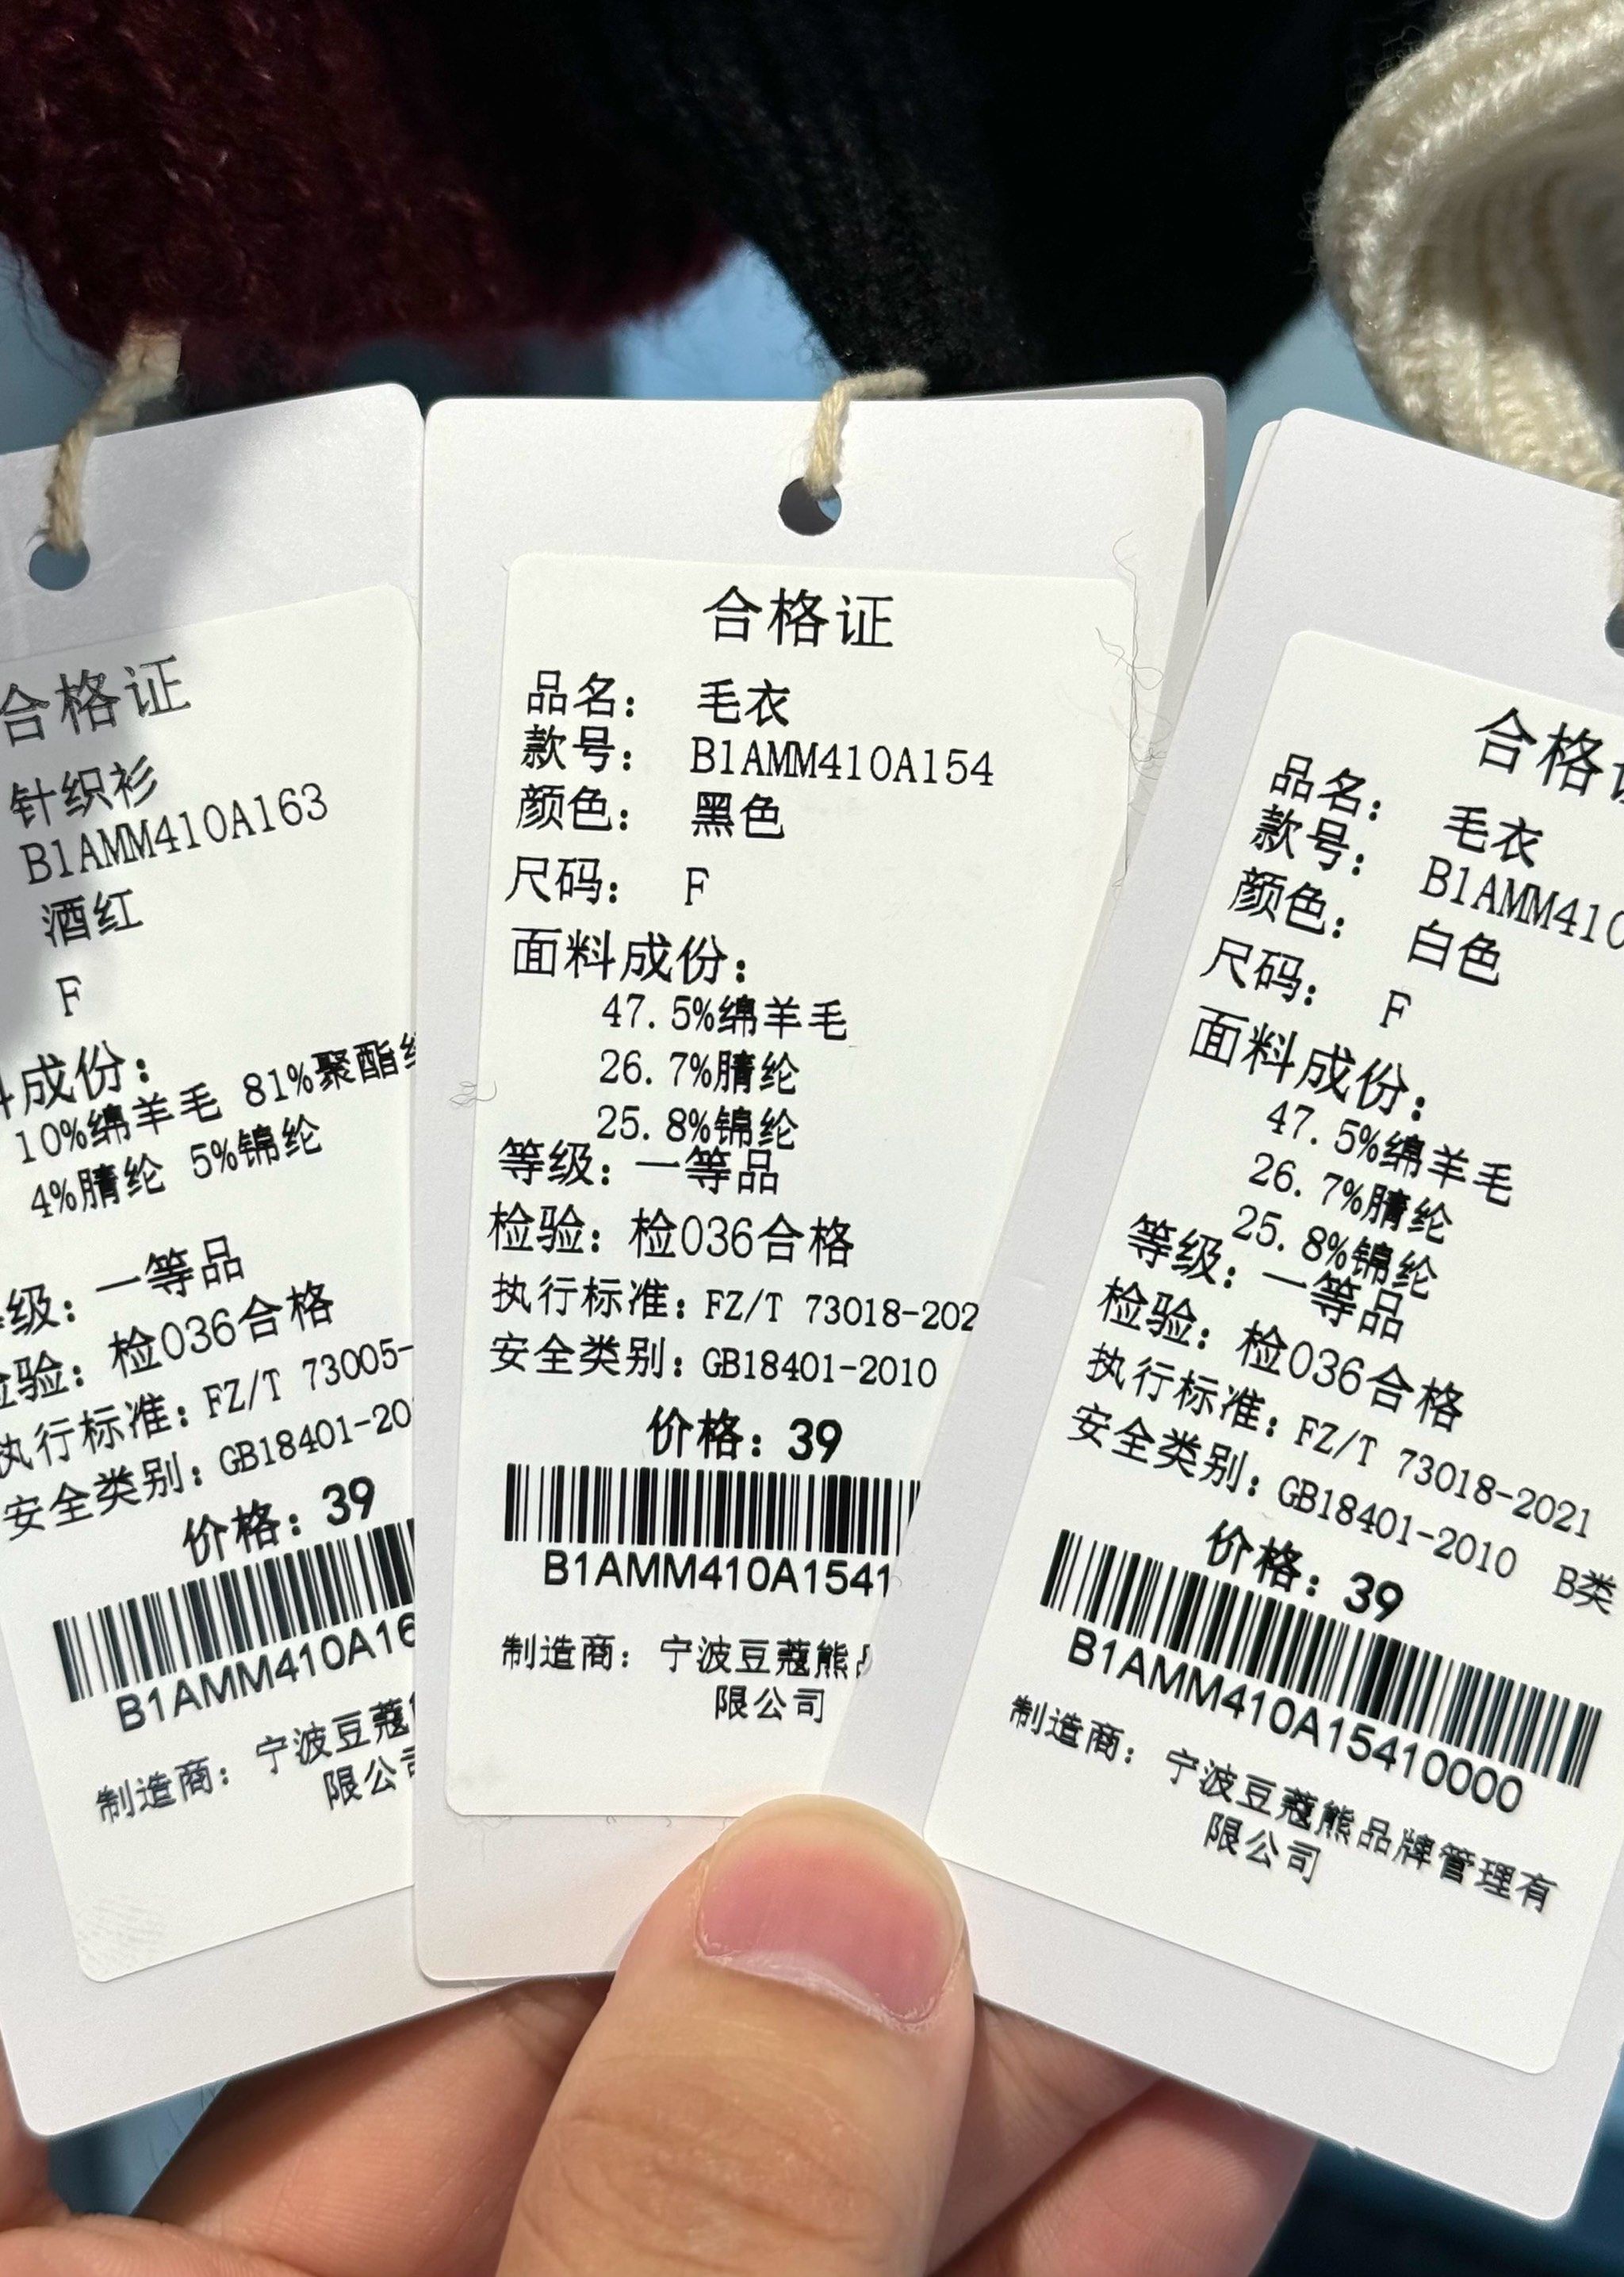 合格证
针织衫
B1AMM410A163
酒红
F
成份：
10%绵羊毛 81%聚酯
4%腈纶 5%锦纶
级：一等品
验：检036合格
执行标准：FZ/T 73005-
安全类别：GB18401-20
价格：39
B1AMM410A16
制造商：宁波豆蔻
限公司
合格证
品名：毛衣
款号：B1AMM410A154
颜色：黑色
尺码：F
面料成份：
47.5%绵羊毛
26.7%腈纶
25.8%锦纶
等级：一等品
检验：检036合格
执行标准：FZ/T 73018-202
安全类别：GB18401-2010
价格：39
B1AMM410A1541
制造商：宁波豆蔻熊
限公司
合格
品名：毛衣
款号：B1AMM410
颜色：白色
尺码：F
面料成份：
47.5%绵羊毛
26.7%腈纶
25.8%锦纶
等级：一等品
检验：检036合格
执行标准：FZ/T 73018-2021
安全类别：GB18401-2010 B类
价格：39
B1AMM410A15410000
制造商：宁波豆蔻熊品牌管理有
限公司